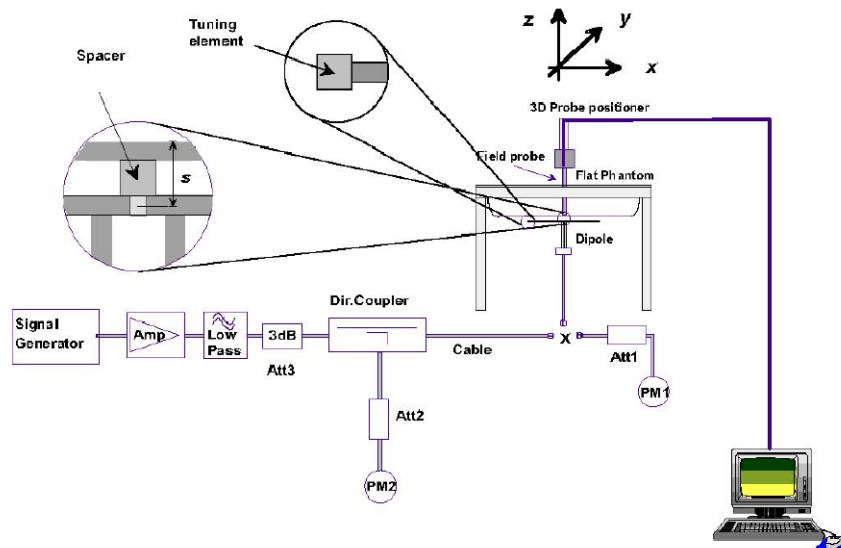 Tuning
element
Spacer
s
z
y
x
3D Probe positioner
Field probe
Flat Phantom
Dipole
Signal
Generator
Amp
Low
Pass
3dB
Att3
Dir.Coupler
Cable
X
Att1
PM1
Att2
PM2